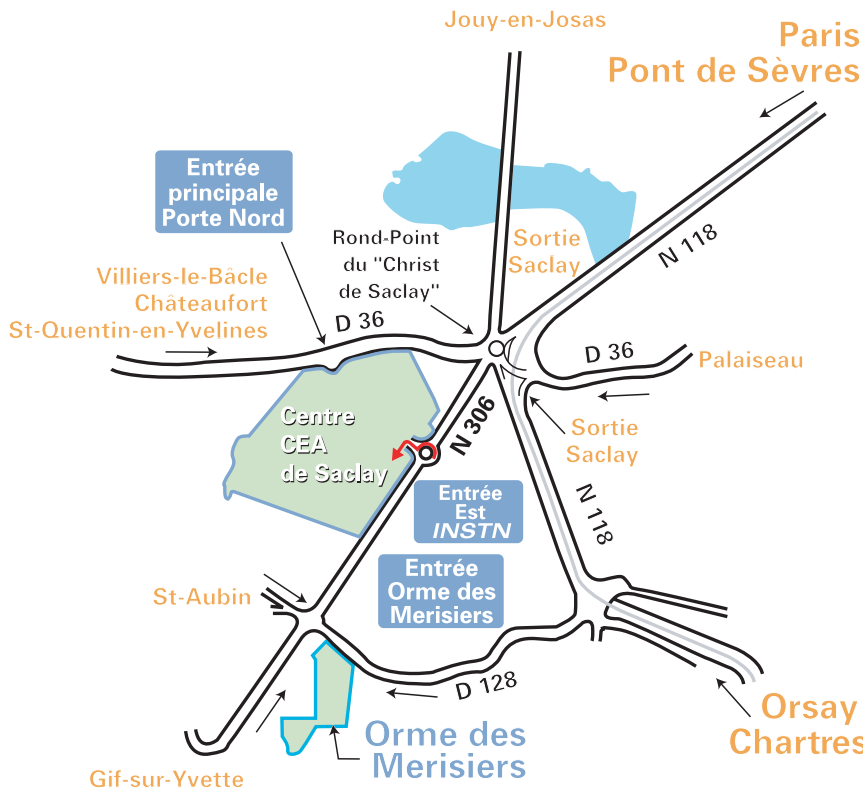 Jouy-en-Josas
Paris
Pont de Sèvres
Entrée
principale
Porte Nord
Rond-Point
du "Christ
de Saclay"
Sortie
Saclay
N 118
Villiers-le-Bâcle
Châteaufort
St-Quentin-en-Yvelines
D 36
D 36
Palaiseau
Centre
CEA
de Saclay
N 306
Sortie
Saclay
Entrée
Est
INSTN
N 118
Entrée
Orme des
Merisiers
St-Aubin
D 128
Orsay
Chartres
Orme des
Merisiers
Gif-sur-Yvette